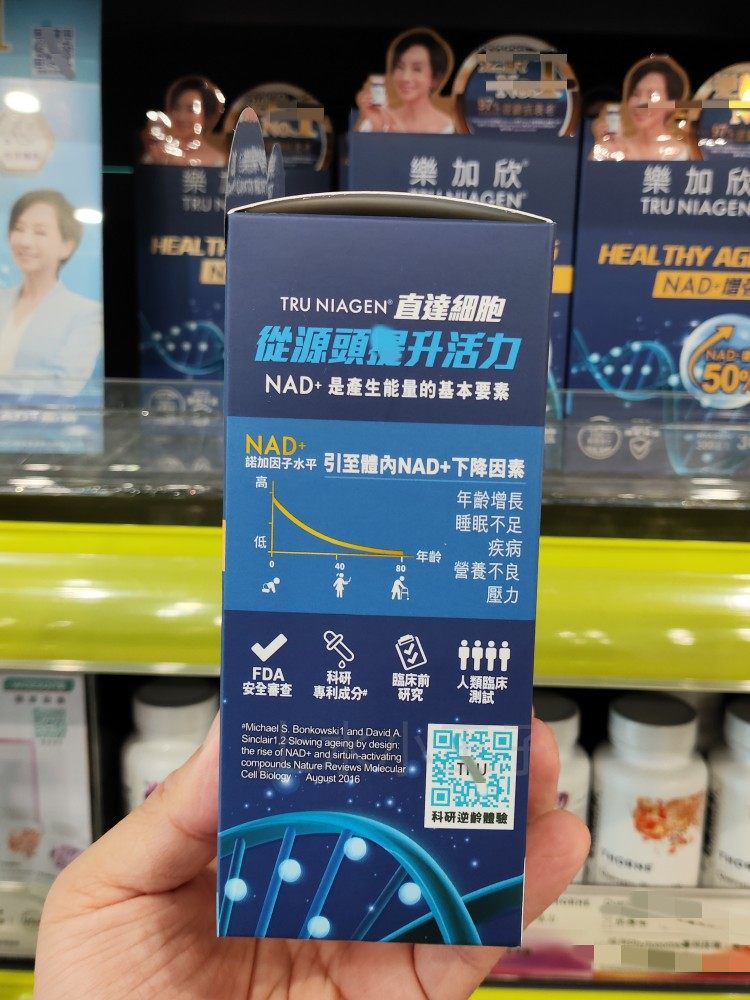 樂加欣
TRU NIAGEN
HEALTHY AG
NAD+
50%
TRU NIAGEN® 直達細胞
從源頭提升活力
NAD+ 是產生能量的基本要素
NAD+
諾加因子水平 引至體內NAD+下降因素
高
低
0
40
80
年齡
年齡增長
睡眠不足
疾病
營養不良
壓力
FDA
安全審查
科研
專利成分#
臨床前
研究
人類臨床
測試
#Michael S. Bonkowski1 and David A.
Sinclair1,2 Slowing ageing by design:
the rise of NAD+ and sirtuin-activating
compounds Nature Reviews Molecular
Cell Biology · August 2016
TRU
科研逆齡體驗
THORNE